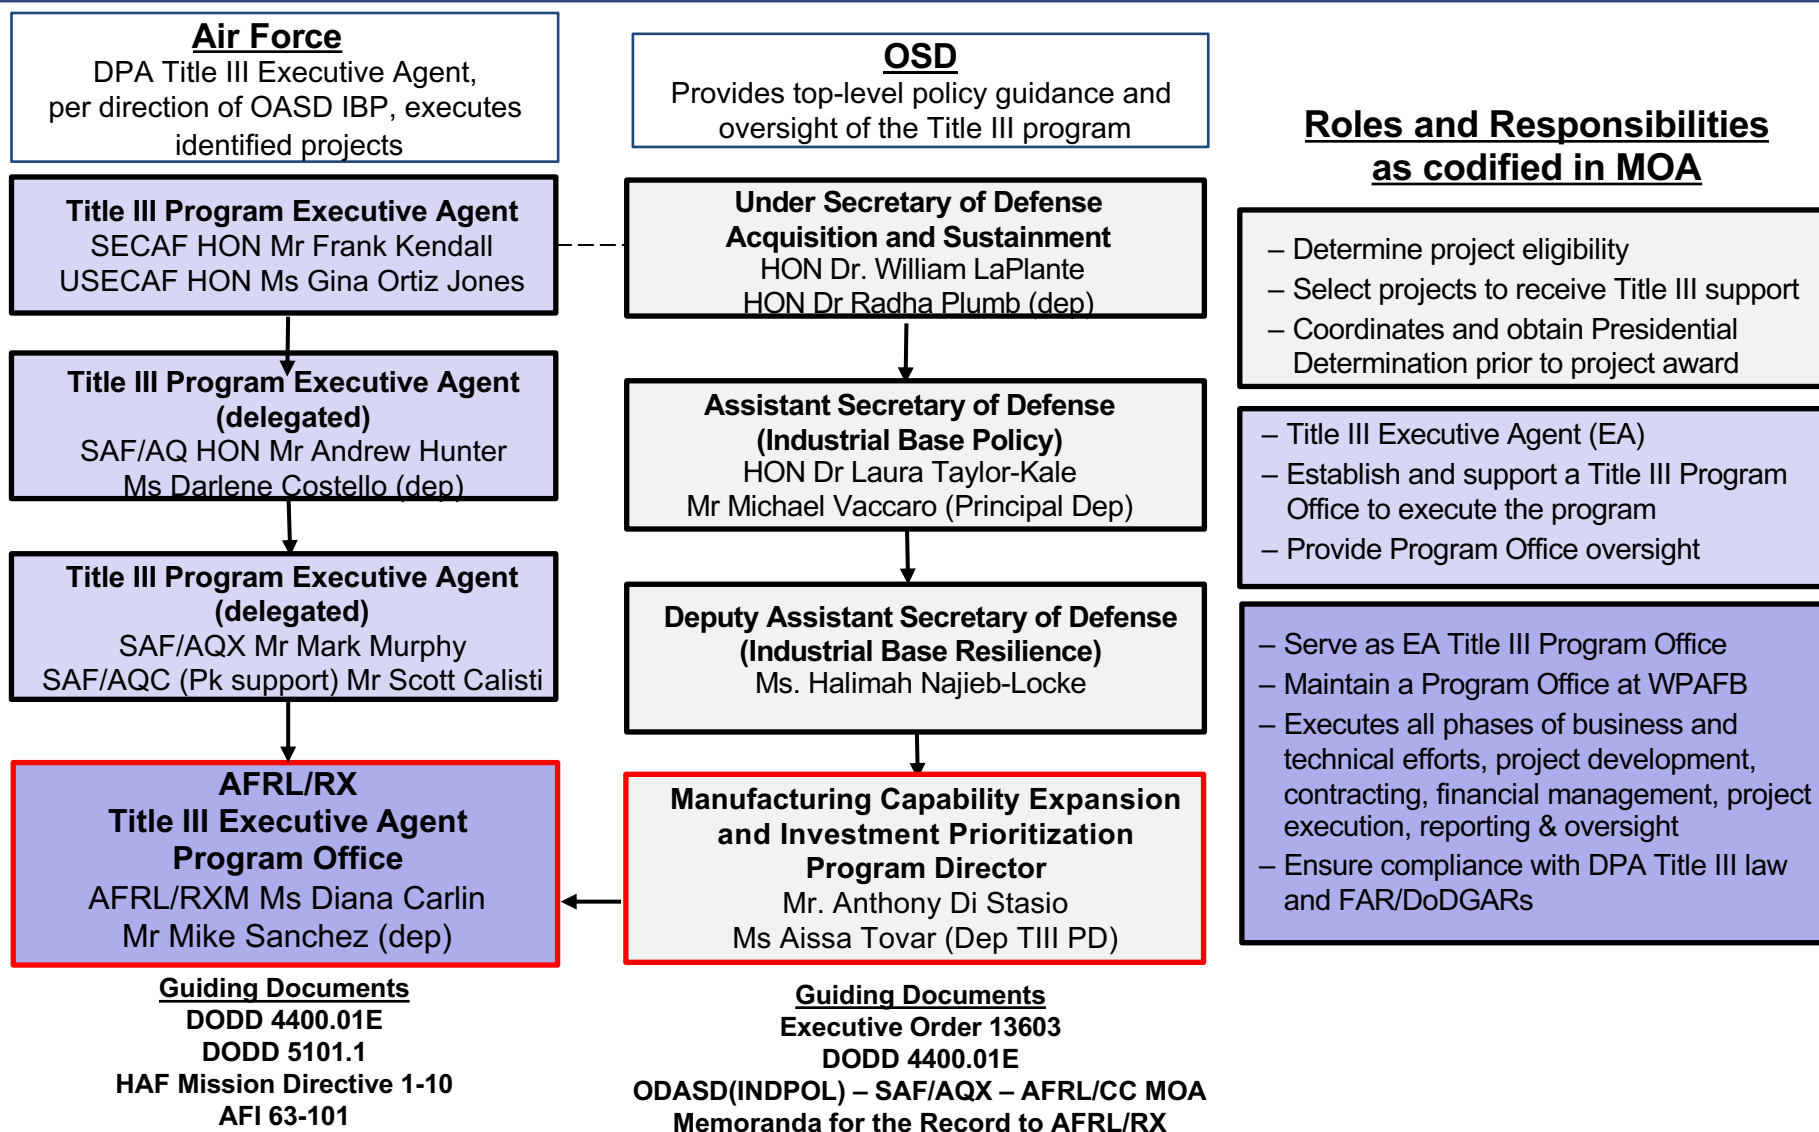 Air Force
DPA Title III Executive Agent,
per direction of OASD IBP, executes
identified projects
Title III Program Executive Agent
SECAF HON Mr Frank Kendall
USECAF HON Ms Gina Ortiz Jones
Title III Program Executive Agent
(delegated)
SAF/AQ HON Mr Andrew Hunter
Ms Darlene Costello (dep)
Title III Program Executive Agent
(delegated)
SAF/AQX Mr Mark Murphy
SAF/AQC (Pk support) Mr Scott Calisti
AFRL/RX
Title III Executive Agent
Program Office
AFRL/RXM Ms Diana Carlin
Mr Mike Sanchez (dep)
Guiding Documents
DODD 4400.01E
DODD 5101.1
HAF Mission Directive 1-10
AFI 63-101
OSD
Provides top-level policy guidance and
oversight of the Title III program
Under Secretary of Defense
Acquisition and Sustainment
HON Dr. William LaPlante
HON Dr Radha Plumb (dep)
Assistant Secretary of Defense
(Industrial Base Policy)
HON Dr Laura Taylor-Kale
Mr Michael Vaccaro (Principal Dep)
Deputy Assistant Secretary of Defense
(Industrial Base Resilience)
Ms. Halimah Najieb-Locke
Manufacturing Capability Expansion
and Investment Prioritization
Program Director
Mr. Anthony Di Stasio
Ms Aissa Tovar (Dep TIII PD)
Guiding Documents
Executive Order 13603
DODD 4400.01E
ODASD(INDPOL) – SAF/AQX – AFRL/CC MOA
Memoranda for the Record to AFRL/RX
Roles and Responsibilities
as codified in MOA
– Determine project eligibility
– Select projects to receive Title III support
– Coordinates and obtain Presidential
Determination prior to project award
– Title III Executive Agent (EA)
– Establish and support a Title III Program
Office to execute the program
– Provide Program Office oversight
– Serve as EA Title III Program Office
– Maintain a Program Office at WPAFB
– Executes all phases of business and
technical efforts, project development,
contracting, financial management, project
execution, reporting & oversight
– Ensure compliance with DPA Title III law
and FAR/DoDGARs